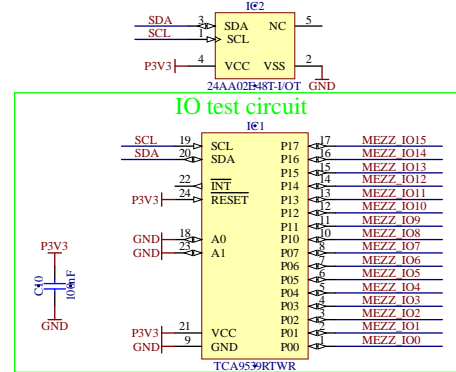 IC2
SDA 3 SDA NC 5
SCL 1 SCL
P3V3 4 VCC VSS 2
GND
24AA02E48T-I/OT
IO test circuit
IC1
SCL 19 SCL P17 17 MEZZ_IO15
SDA 20 SDA P16 16 MEZZ_IO14
P15 15 MEZZ_IO13
22 INT P14 14 MEZZ_IO12
P3V3 24 RESET P13 13 MEZZ_IO11
P12 12 MEZZ_IO10
P11 11 MEZZ_IO9
GND 18 A0 P10 10 MEZZ_IO8
GND 23 A1 P07 8 MEZZ_IO7
P06 7 MEZZ_IO6
P05 6 MEZZ_IO5
P04 5 MEZZ_IO4
P03 4 MEZZ_IO3
P02 3 MEZZ_IO2
P3V3 21 VCC P01 2 MEZZ_IO1
GND 9 GND P00 1 MEZZ_IO0
TCA9539RTWR
P3V3
C10
100nF
GND